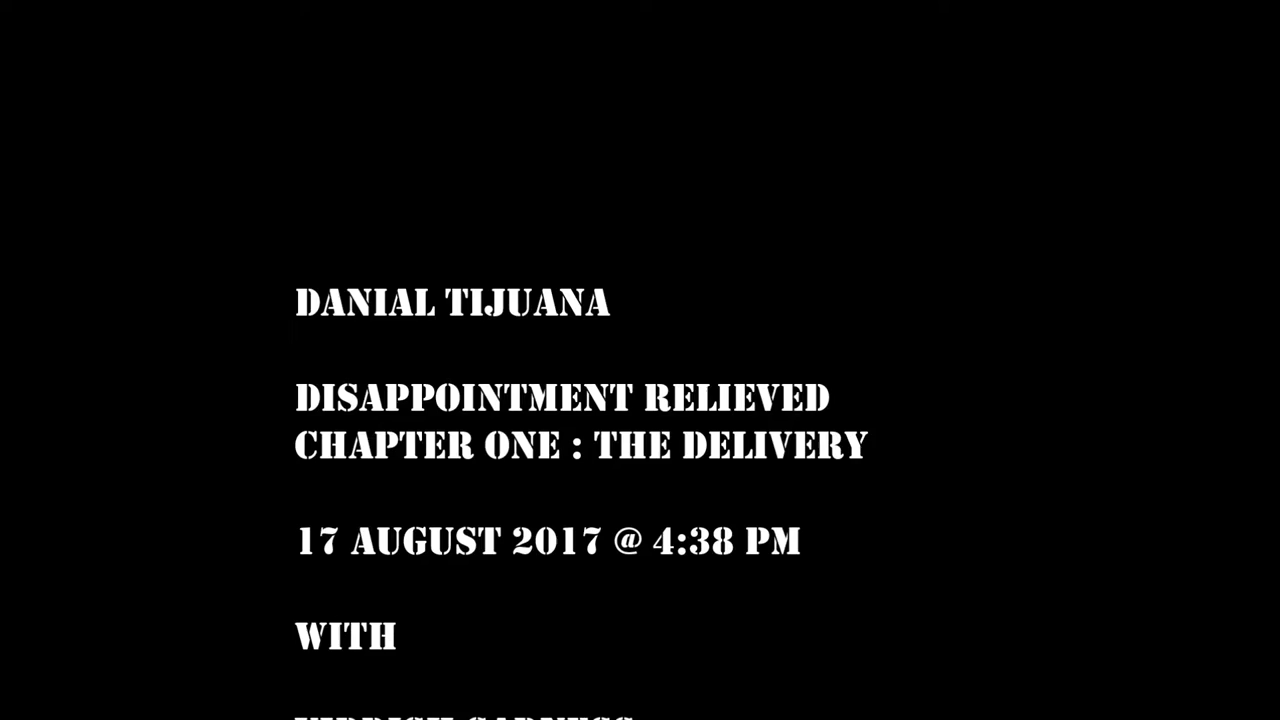 DANIAL TIJUANA
DISAPPOINTMENT RELIEVED
CHAPTER ONE : THE DELIVERY
17 AUGUST 2017 @ 4:38 PM
WITH